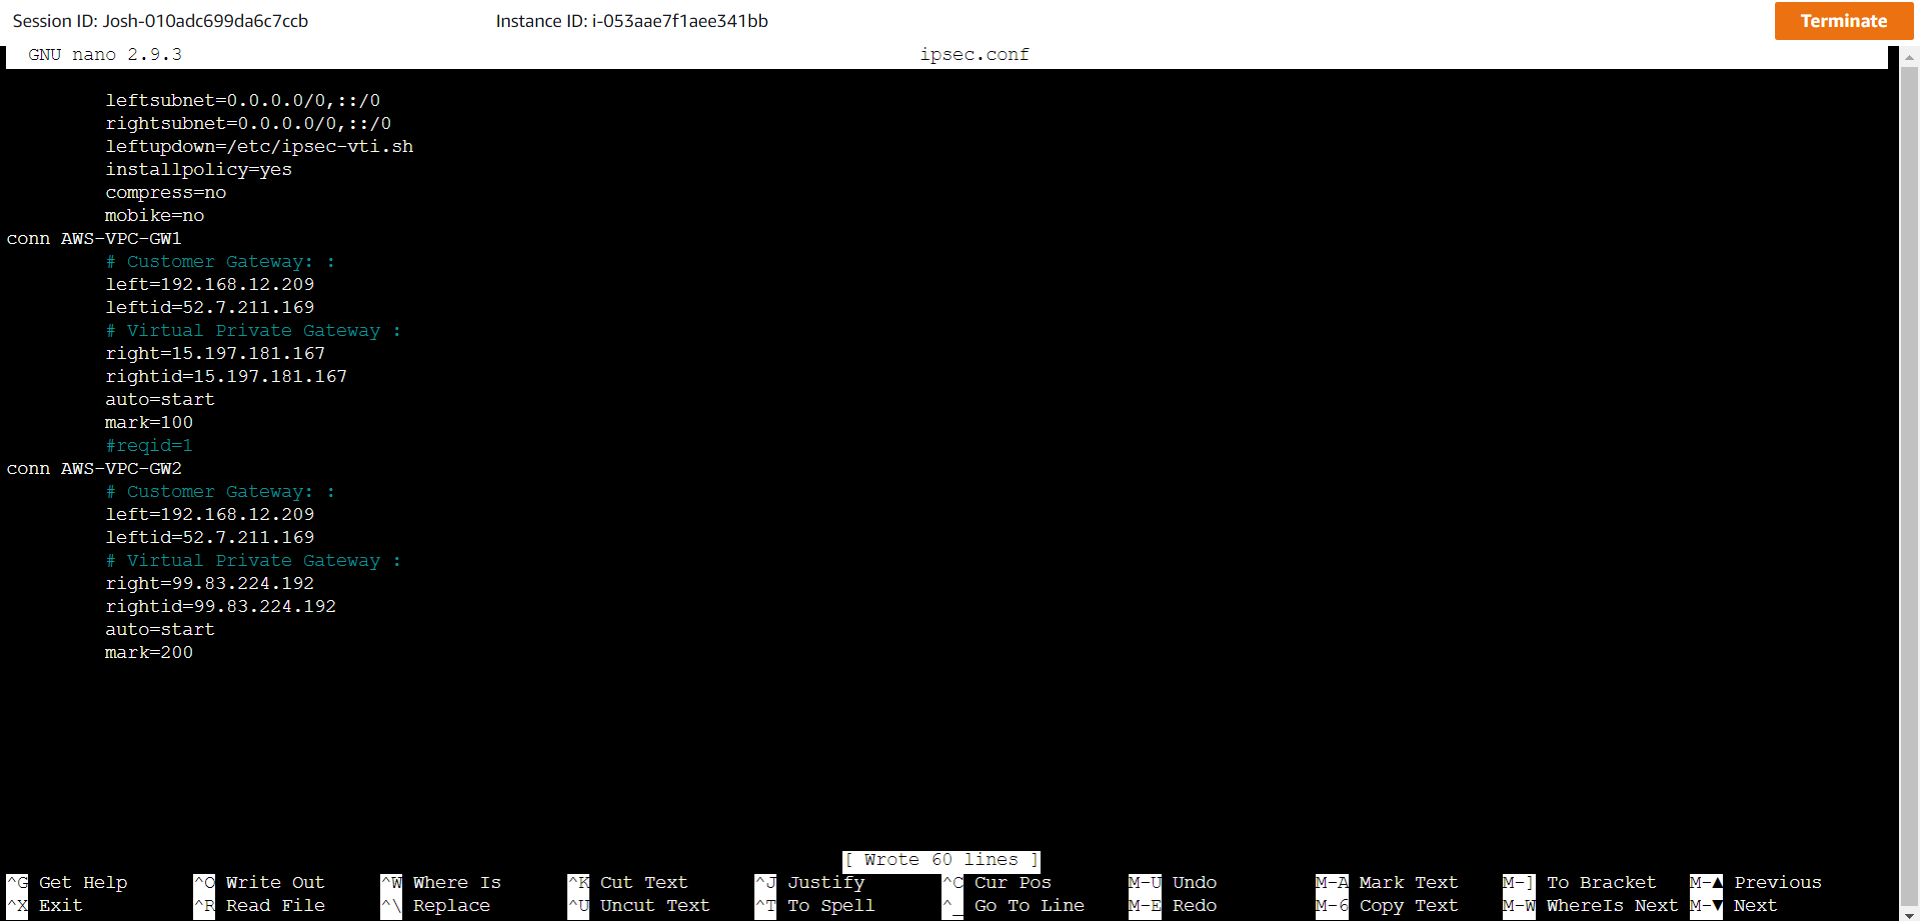 Session ID: Josh-010adc699da6c7ccb Instance ID: i-053aae7f1aee341bb Terminate
GNU nano 2.9.3 ipsec.conf
leftsubnet=0.0.0.0/0,::/0
rightsubnet=0.0.0.0/0,::/0
leftupdown=/etc/ipsec-vti.sh
installpolicy=yes
compress=no
mobike=no
conn AWS-VPC-GW1
# Customer Gateway: :
left=192.168.12.209
leftid=52.7.211.169
# Virtual Private Gateway :
right=15.197.181.167
rightid=15.197.181.167
auto=start
mark=100
#reqid=1
conn AWS-VPC-GW2
# Customer Gateway: :
left=192.168.12.209
leftid=52.7.211.169
# Virtual Private Gateway :
right=99.83.224.192
rightid=99.83.224.192
auto=start
mark=200
[ Wrote 60 lines ]
^G Get Help ^O Write Out ^W Where Is ^K Cut Text ^J Justify ^C Cur Pos M-U Undo M-A Mark Text M-] To Bracket M-▲ Previous
^X Exit ^R Read File ^\ Replace ^U Uncut Text ^T To Spell ^_ Go To Line M-E Redo M-6 Copy Text M-W WhereIs Next M-▼ Next